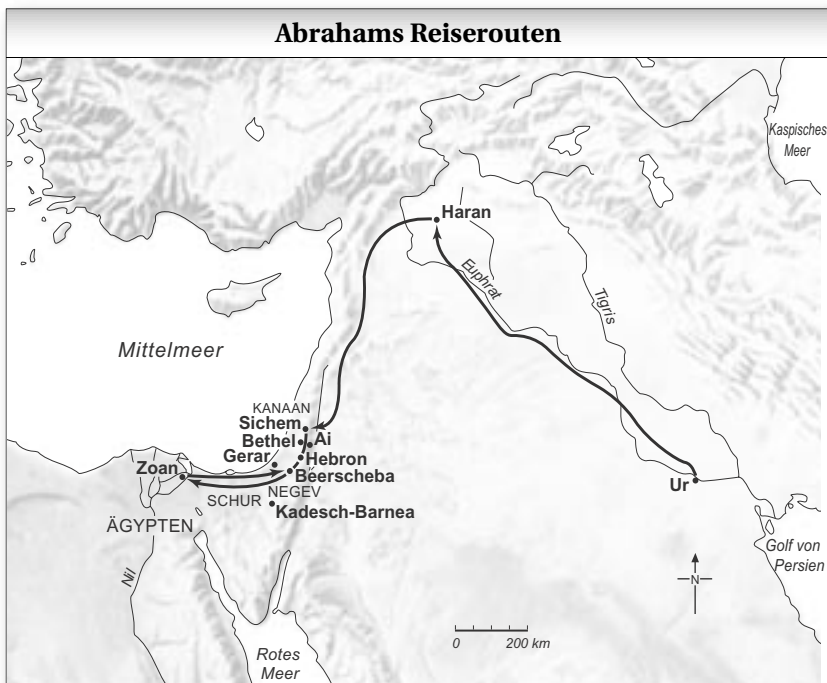 Abrahams Reiserouten
Kaspisches
Meer
Haran
Euphrat
Tigris
Mittelmeer
KANAAN
Sichem
Bethel
Ai
Gerar
Hebron
Zoan
Beerscheba
Ur
SCHUR
NEGEV
Kadesch-Barnea
ÄGYPTEN
Golf von
Persien
Nil
N
0 200 km
Rotes
Meer